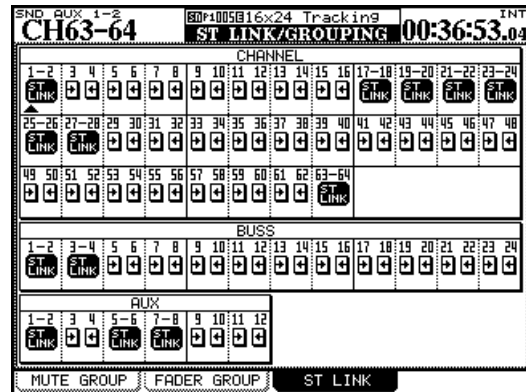 SND AUX 1-2
CH63-64
SNP1005B16x24 Tracking
ST LINK/GROUPING
INT
00:36:53.04
CHANNEL
1-2 3 4 5 6 7 8 9 10 11 12 13 14 15 16 17-18 19-20 21-22 23-24
ST LINK ST LINK ST LINK ST LINK ST LINK
25-26 27-28 29 30 31 32 33 34 35 36 37 38 39 40 41 42 43 44 45 46 47 48
ST LINK ST LINK
49 50 51 52 53 54 55 56 57 58 59 60 61 62 63-64
ST LINK
BUSS
1-2 3-4 5 6 7 8 9 10 11 12 13 14 15 16 17 18 19 20 21 22 23 24
ST LINK ST LINK
AUX
1-2 3 4 5-6 7-8 9 10 11 12
ST LINK ST LINK ST LINK
MUTE GROUP FADER GROUP ST LINK